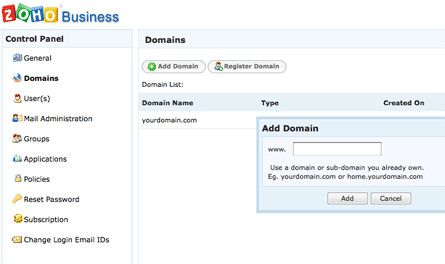 ZOHO Business
Control Panel
General
Domains
User(s)
Mail Administration
Groups
Applications
Policies
Reset Password
Subscription
Change Login Email IDs
Domains
Add Domain Register Domain
Domain List:
Domain Name Type Created On
yourdomain.com
Add Domain
www.
Use a domain or sub-domain you already own.
Eg. yourdomain.com or home.yourdomain.com
Add Cancel